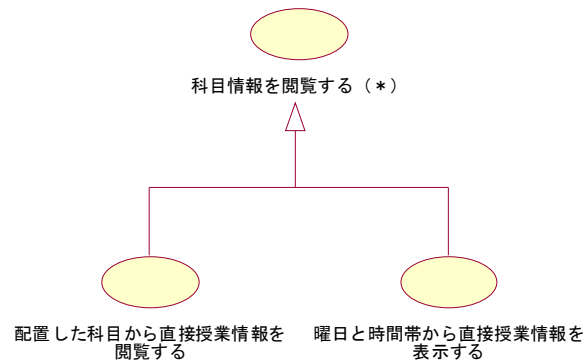 科目情報を閲覧する（＊）
配置した科目から直接授業情報を
閲覧する
曜日と時間帯から直接授業情報を
表示する